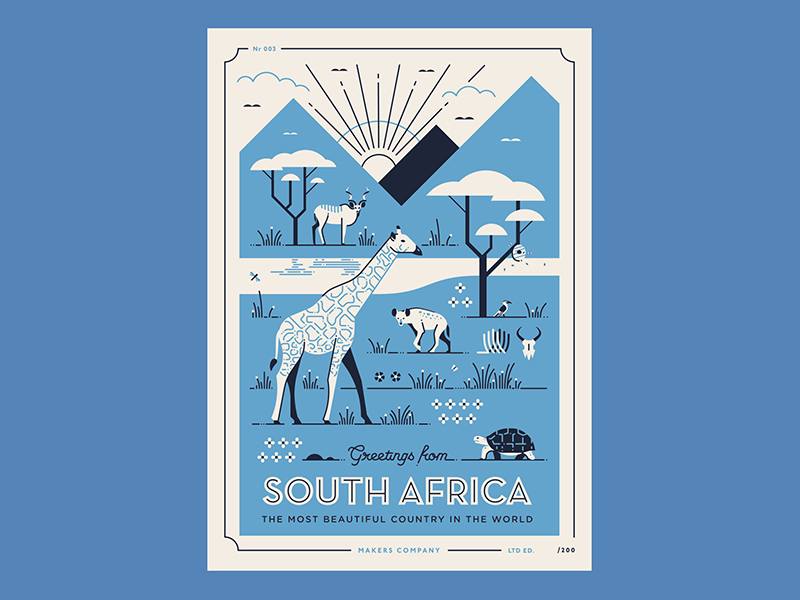 Nr 003
Greetings from
SOUTH AFRICA
THE MOST BEAUTIFUL COUNTRY IN THE WORLD
MAKERS COMPANY LTD ED. /200